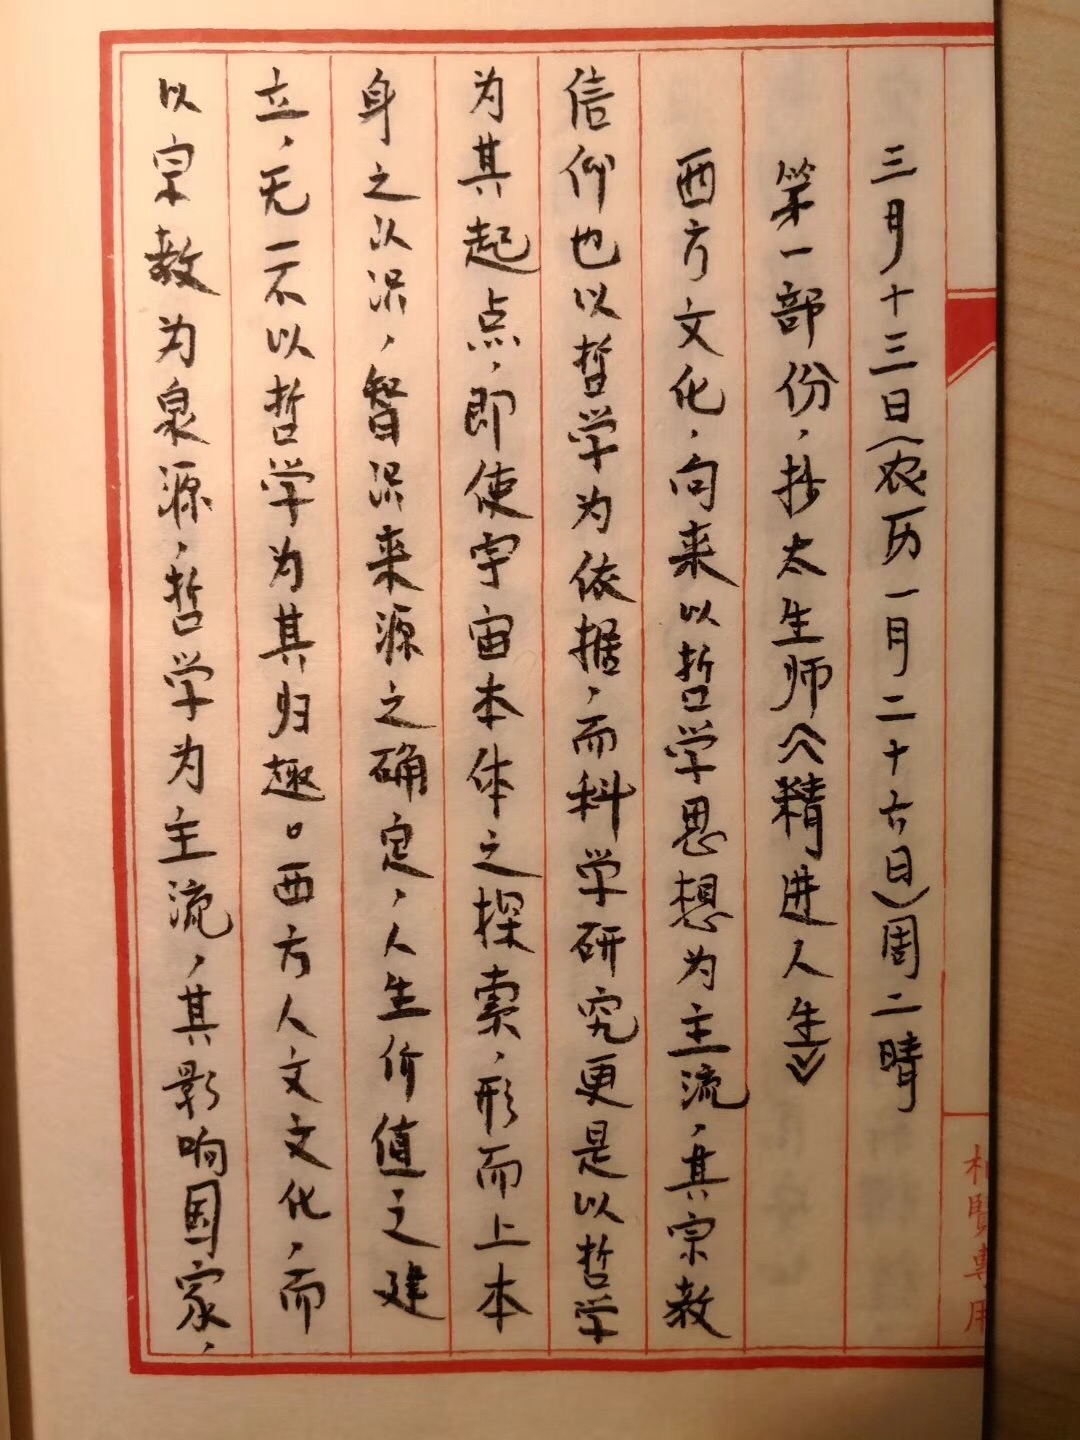 三月十三日（农历一月二十六日）周二晴
第一部份，抄太生师《精进人生》
西方文化，向来以哲学思想为主流，其宗教
信仰也以哲学为依据，而科学研究更是以哲学
为其起点，即使宇宙本体之探索，形而上本
身之认识，智识来源之确定，人生价值之建
立，无一不以哲学为其归趣。西方人文文化，而
以宗教为泉源，哲学为主流，其影响国家，
賢專用